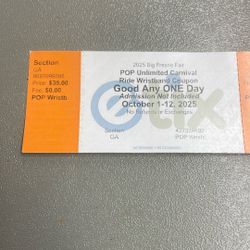 Section
GA
Price: $35.00
Fee: $0.00
POP Wristb
2025 Big Fresno Fair
POP Unlimited Carnival
Ride Wristband Coupon
Good Any ONE Day
Admission Not Included
October 1-12, 2025
No Refunds or Exchanges
Section
GA
POP Wristb
etix